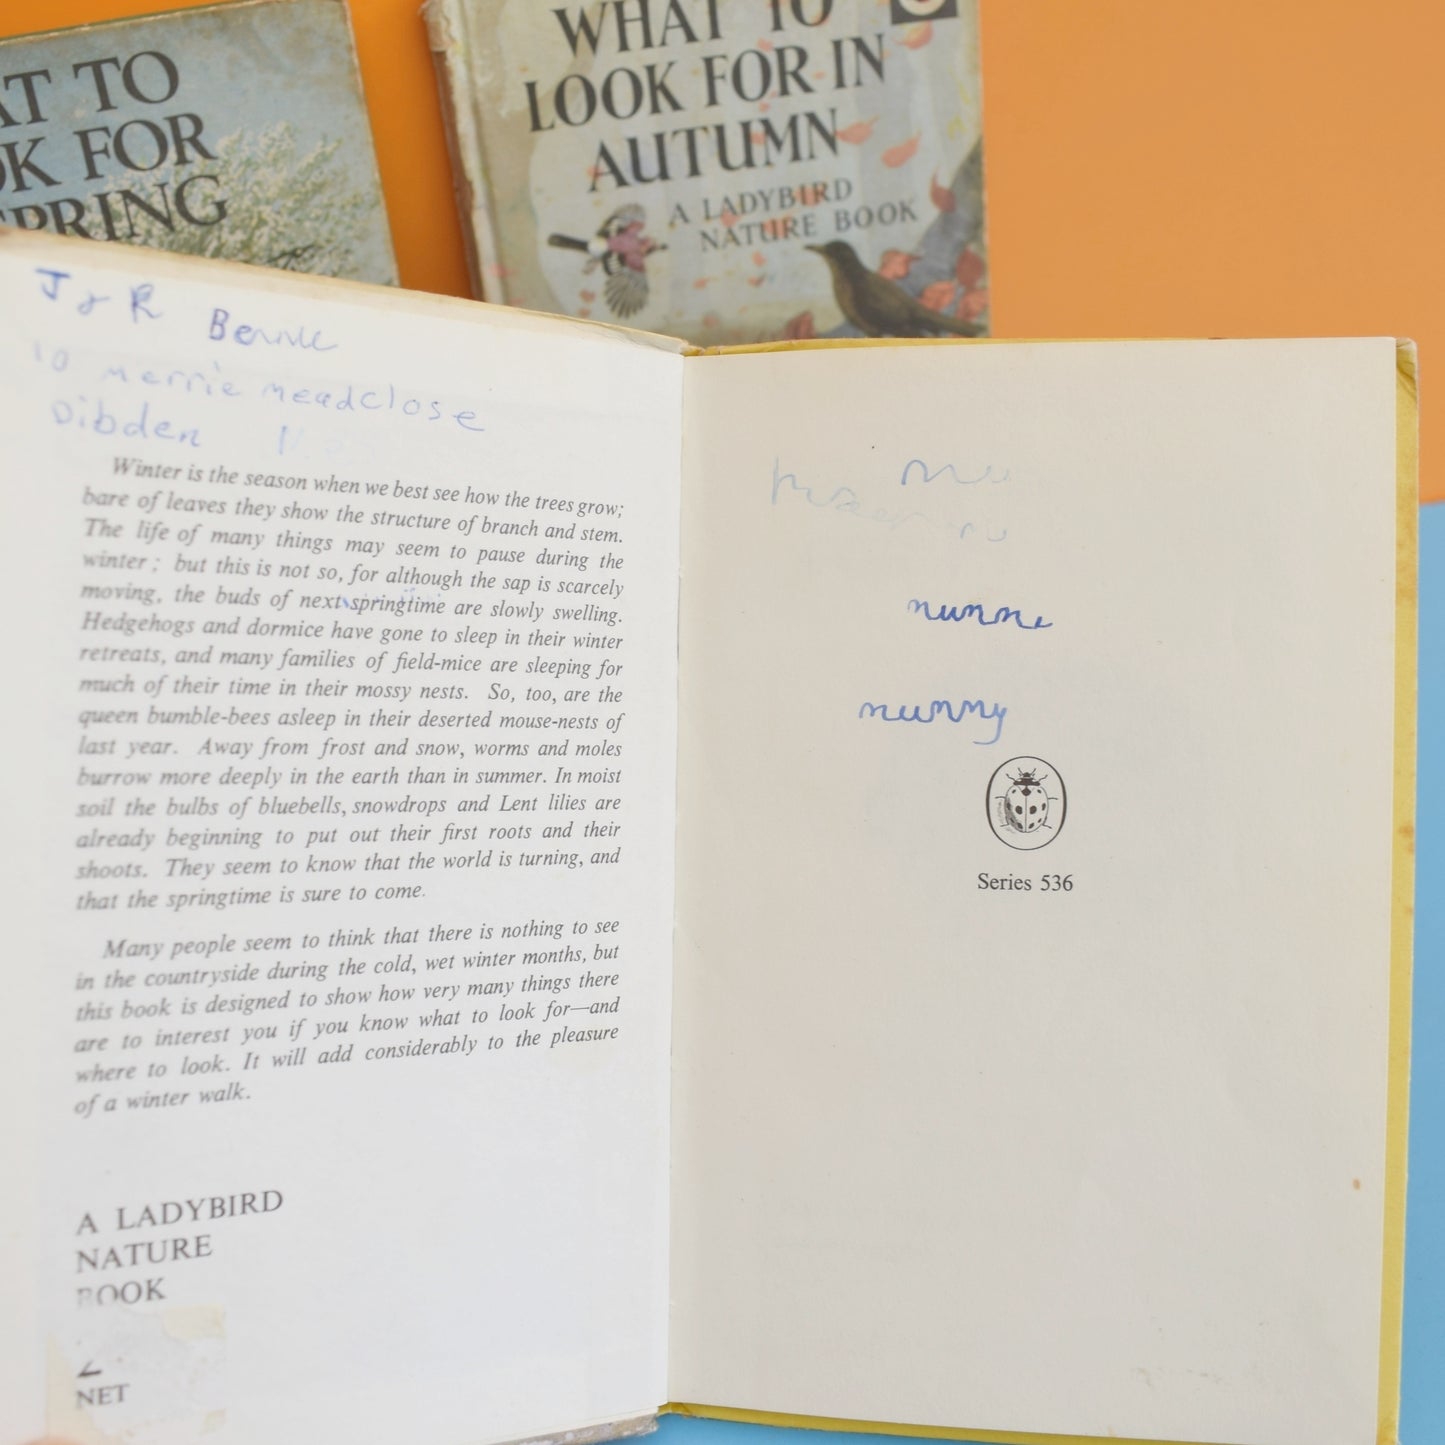 WHAT TO
LOOK FOR IN
AUTUMN
A LADYBIRD
NATURE BOOK
TO
FOR
J & R
10 merrie meadclose
Dibden
Winter is the season when we best see how the trees grow;
bare of leaves they show the structure of branch and stem.
The life of many things may seem to pause during the
winter; but this is not so, for although the sap is scarcely
moving, the buds of next springtime are slowly swelling.
Hedgehogs and dormice have gone to sleep in their winter
retreats, and many families of field-mice are sleeping for
much of their time in their mossy nests. So, too, are the
queen bumble-bees asleep in their deserted mouse-nests of
last year. Away from frost and snow, worms and moles
burrow more deeply in the earth than in summer. In moist
soil the bulbs of bluebells, snowdrops and Lent lilies are
already beginning to put out their first roots and their
shoots. They seem to know that the world is turning, and
that the springtime is sure to come.
Many people seem to think that there is nothing to see
in the countryside during the cold, wet winter months, but
this book is designed to show how very many things there
are to interest you if you know what to look for—and
where to look. It will add considerably to the pleasure
of a winter walk.
A LADYBIRD
NATURE
BOOK
NET
nunny
Series 536